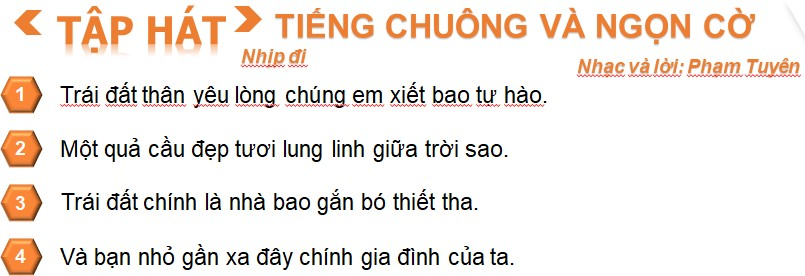 TẬP HÁT TIẾNG CHUÔNG VÀ NGỌN CỜ
Nhịp đi
Nhạc và lời: Phạm Tuyên
1 Trái đất thân yêu lòng chúng em xiết bao tự hào.
2 Một quả cầu đẹp tươi lung linh giữa trời sao.
3 Trái đất chính là nhà bao gắn bó thiết tha.
4 Và bạn nhỏ gần xa đây chính gia đình của ta.